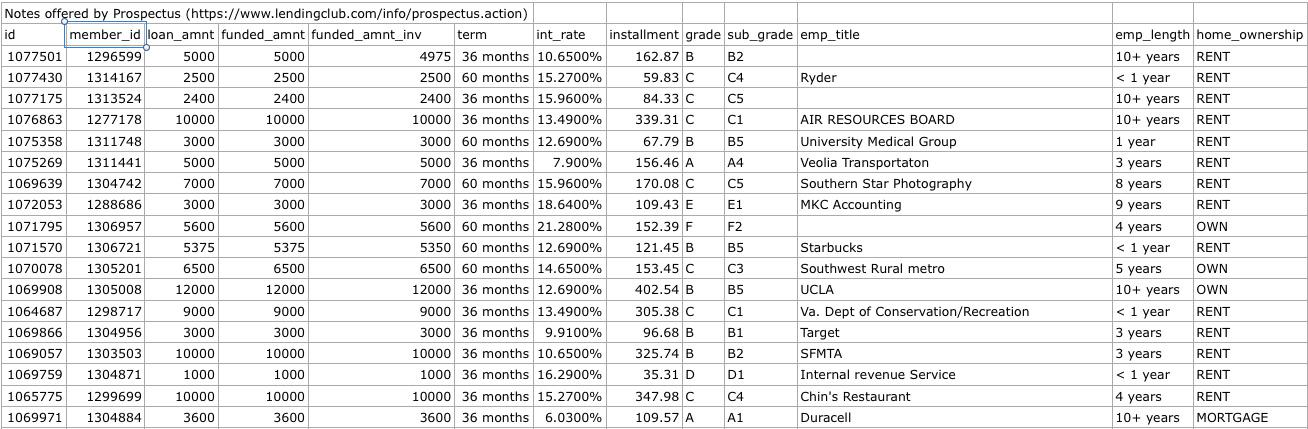 Notes offered by Prospectus (https://www.lendingclub.com/info/prospectus.action)
id member_id loan_amnt funded_amnt funded_amnt_inv term int_rate installment grade sub_grade emp_title emp_length home_ownership
1077501 1296599 5000 5000 4975 36 months 10.6500% 162.87 B B2 10+ years RENT
1077430 1314167 2500 2500 2500 60 months 15.2700% 59.83 C C4 Ryder < 1 year RENT
1077175 1313524 2400 2400 2400 36 months 15.9600% 84.33 C C5 10+ years RENT
1076863 1277178 10000 10000 10000 36 months 13.4900% 339.31 C C1 AIR RESOURCES BOARD 10+ years RENT
1075358 1311748 3000 3000 3000 60 months 12.6900% 67.79 B B5 University Medical Group 1 year RENT
1075269 1311441 5000 5000 5000 36 months 7.900% 156.46 A A4 Veolia Transportaton 3 years RENT
1069639 1304742 7000 7000 7000 60 months 15.9600% 170.08 C C5 Southern Star Photography 8 years RENT
1072053 1288686 3000 3000 3000 36 months 18.6400% 109.43 E E1 MKC Accounting 9 years RENT
1071795 1306957 5600 5600 5600 60 months 21.2800% 152.39 F F2 4 years OWN
1071570 1306721 5375 5375 5350 60 months 12.6900% 121.45 B B5 Starbucks < 1 year RENT
1070078 1305201 6500 6500 6500 60 months 14.6500% 153.45 C C3 Southwest Rural metro 5 years OWN
1069908 1305008 12000 12000 12000 36 months 12.6900% 402.54 B B5 UCLA 10+ years OWN
1064687 1298717 9000 9000 9000 36 months 13.4900% 305.38 C C1 Va. Dept of Conservation/Recreation < 1 year RENT
1069866 1304956 3000 3000 3000 36 months 9.9100% 96.68 B B1 Target 3 years RENT
1069057 1303503 10000 10000 10000 36 months 10.6500% 325.74 B B2 SFMTA 3 years RENT
1069759 1304871 1000 1000 1000 36 months 16.2900% 35.31 D D1 Internal revenue Service < 1 year RENT
1065775 1299699 10000 10000 10000 36 months 15.2700% 347.98 C C4 Chin's Restaurant 4 years RENT
1069971 1304884 3600 3600 3600 36 months 6.0300% 109.57 A A1 Duracell 10+ years MORTGAGE